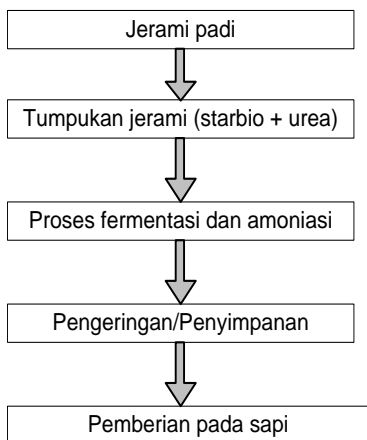 Jerami padi
Tumpukan jerami (starbio + urea)
Proses fermentasi dan amoniasi
Pengeringan/Penyimpanan
Pemberian pada sapi